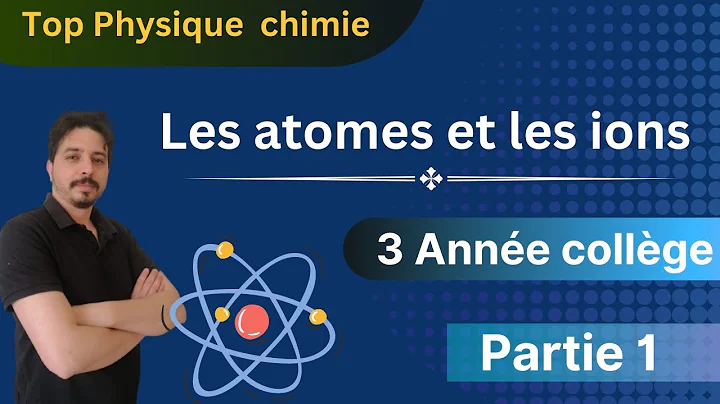 Top Physique chimie
Les atomes et les ions
3 Année collège
Partie 1